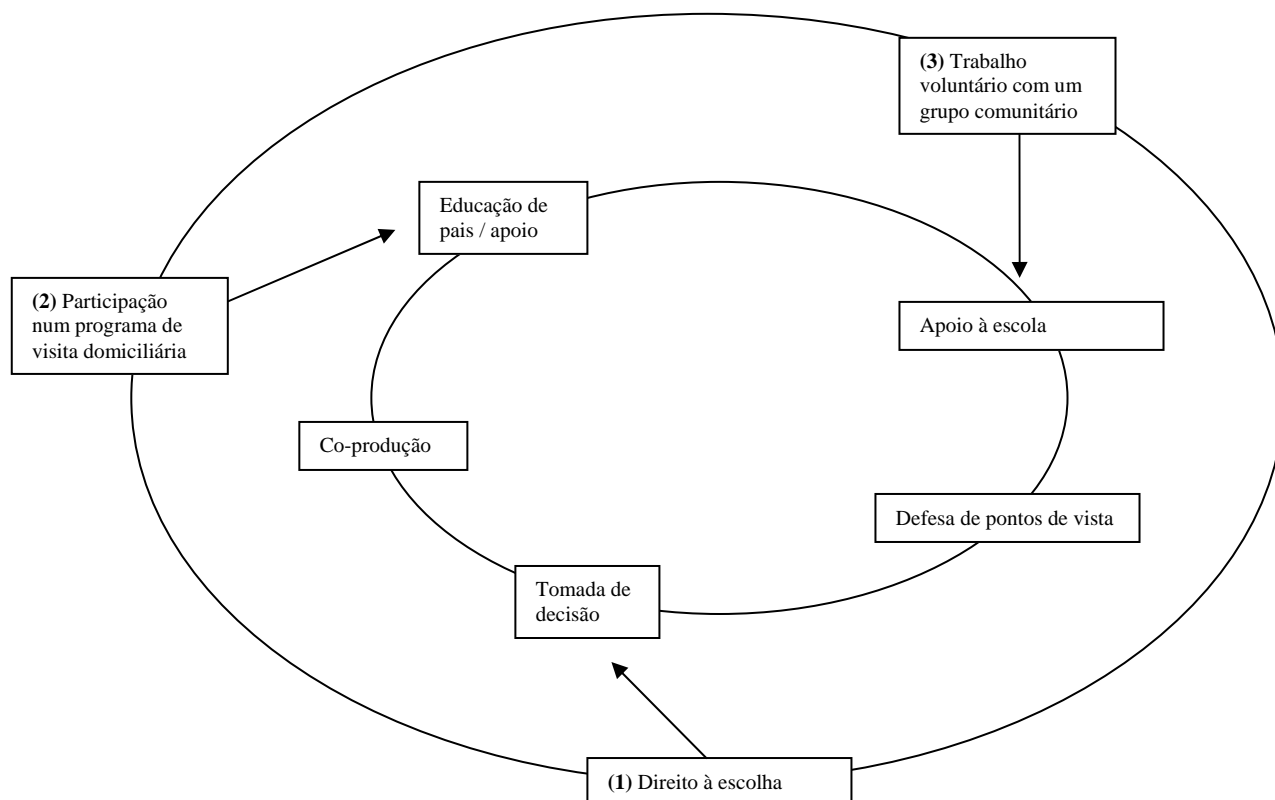 (3) Trabalho
voluntário com um
grupo comunitário
Educação de
pais / apoio
(2) Participação
num programa de
visita domiciliária
Apoio à escola
Co-produção
Defesa de pontos de vista
Tomada de
decisão
(1) Direito à escolha